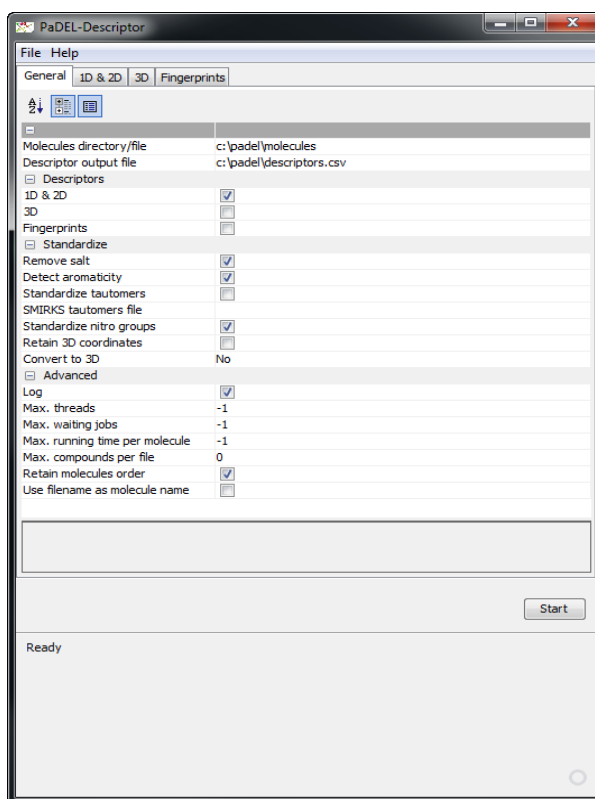 PaDEL-Descriptor
File Help
General 1D & 2D 3D Fingerprints
Molecules directory/file c:\padel\molecules
Descriptor output file c:\padel\descriptors.csv
Descriptors
1D & 2D
3D
Fingerprints
Standardize
Remove salt
Detect aromaticity
Standardize tautomers
SMIRKS tautomers file
Standardize nitro groups
Retain 3D coordinates
Convert to 3D No
Advanced
Log
Max. threads -1
Max. waiting jobs -1
Max. running time per molecule -1
Max. compounds per file 0
Retain molecules order
Use filename as molecule name
Start
Ready